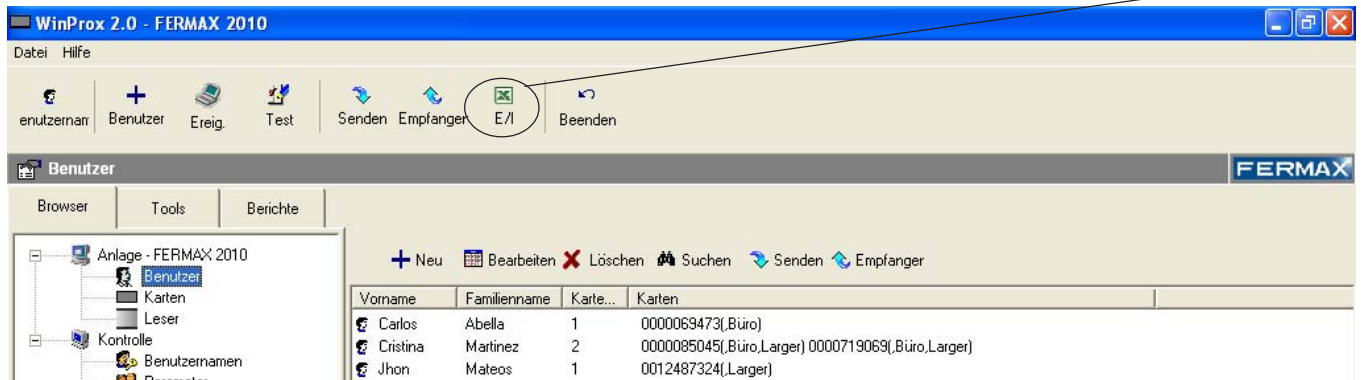 WinProx 2.0 - FERMAX 2010
Datei Hilfe
enutzernam Benutzer Ereig. Test Senden Empfanger E/I Beenden
Benutzer FERMAX
Browser Tools Berichte
Anlage - FERMAX 2010
Benutzer
Karten
Leser
Kontrolle
Benutzernamen
Neu Bearbeiten Löschen Suchen Senden Empfanger
Vorname Familienname Karte... Karten
Carlos Abella 1 0000069473(,Büro)
Cristina Martinez 2 0000085045(,Büro,Larger) 0000719069(,Büro,Larger)
Jhon Mateos 1 0012487324(,Larger)